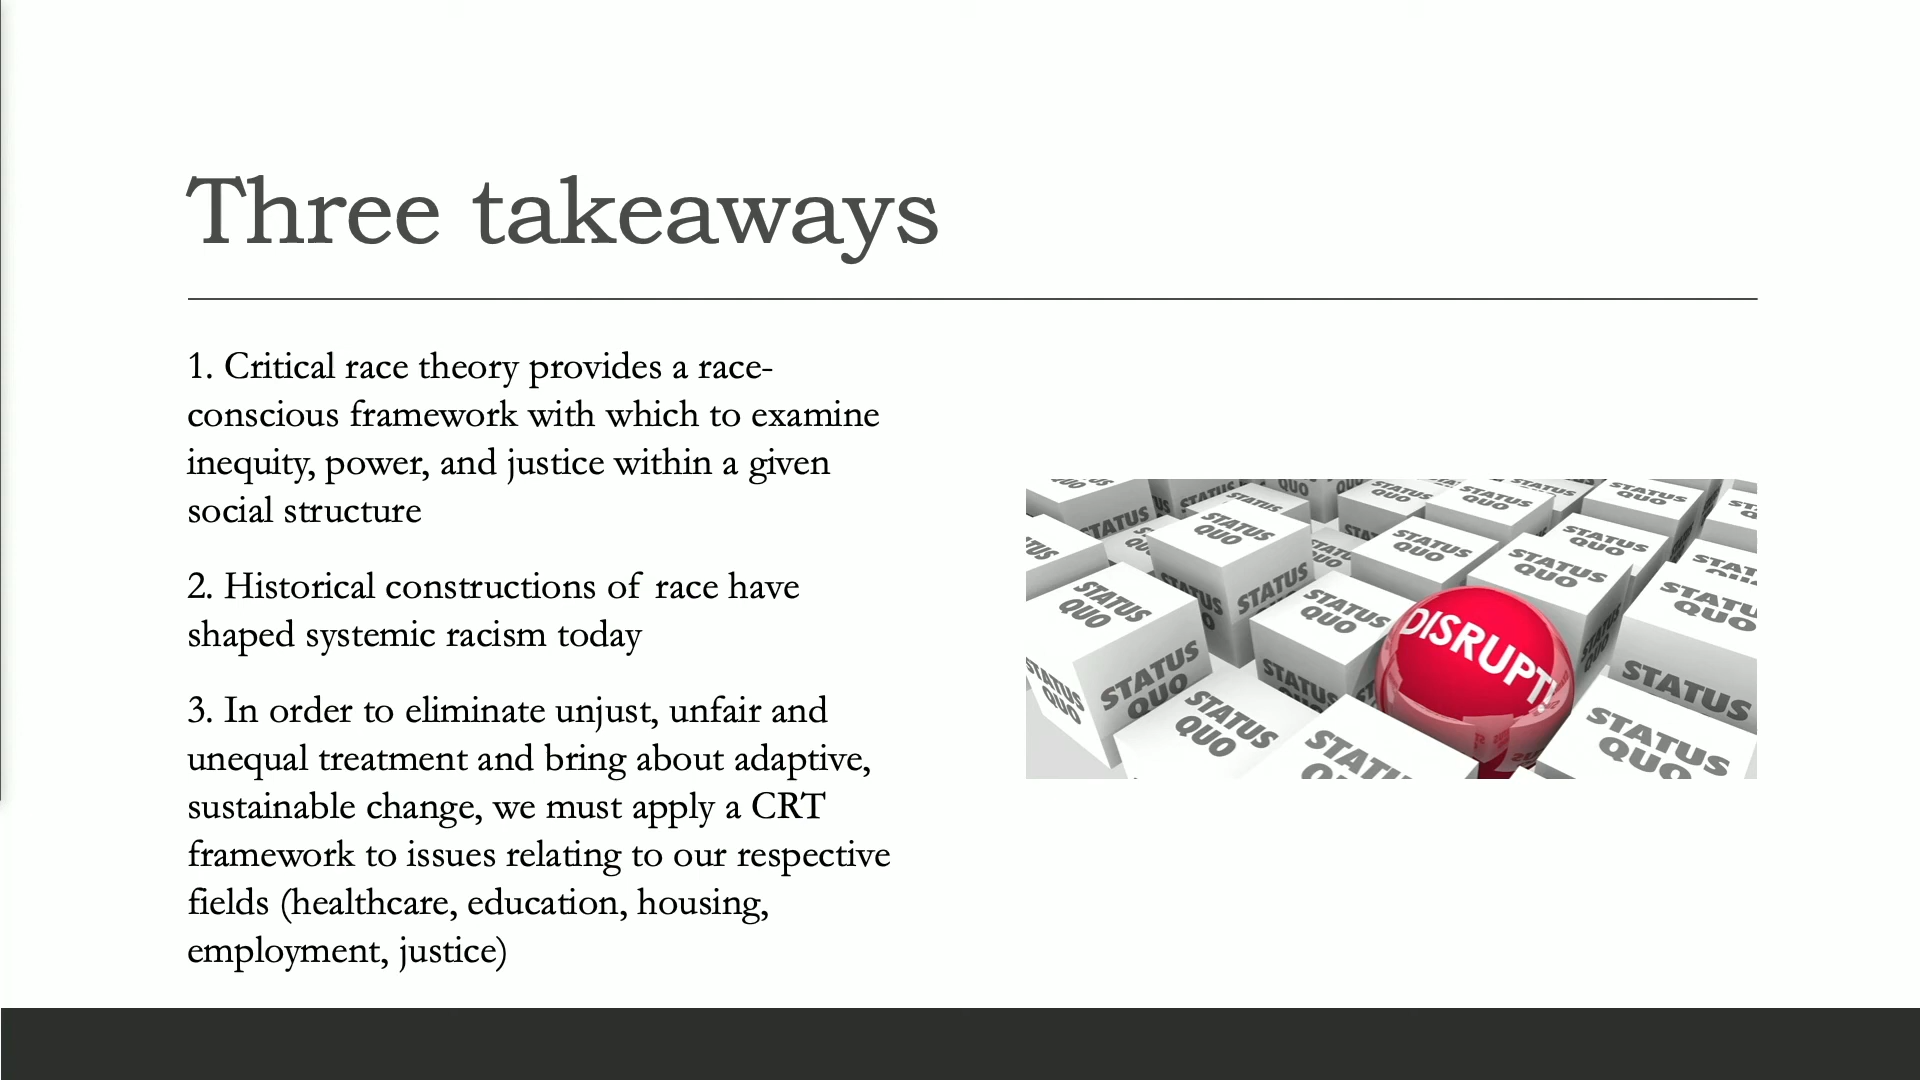 Three takeaways
1. Critical race theory provides a race-
conscious framework with which to examine
inequity, power, and justice within a given
social structure
2. Historical constructions of race have
shaped systemic racism today
3. In order to eliminate unjust, unfair and
unequal treatment and bring about adaptive,
sustainable change, we must apply a CRT
framework to issues relating to our respective
fields (healthcare, education, housing,
employment, justice)
STATUS
QUO
STATUS
QUO
STATUS
QUO
STATUS
QUO
STATUS
QUO
STATUS
QUO
STATUS
QUO
STATUS
STATUS
QUO
STATUS
QUO
DISRUPT!
STATUS
QUO
STATUS
STATUS
QUO